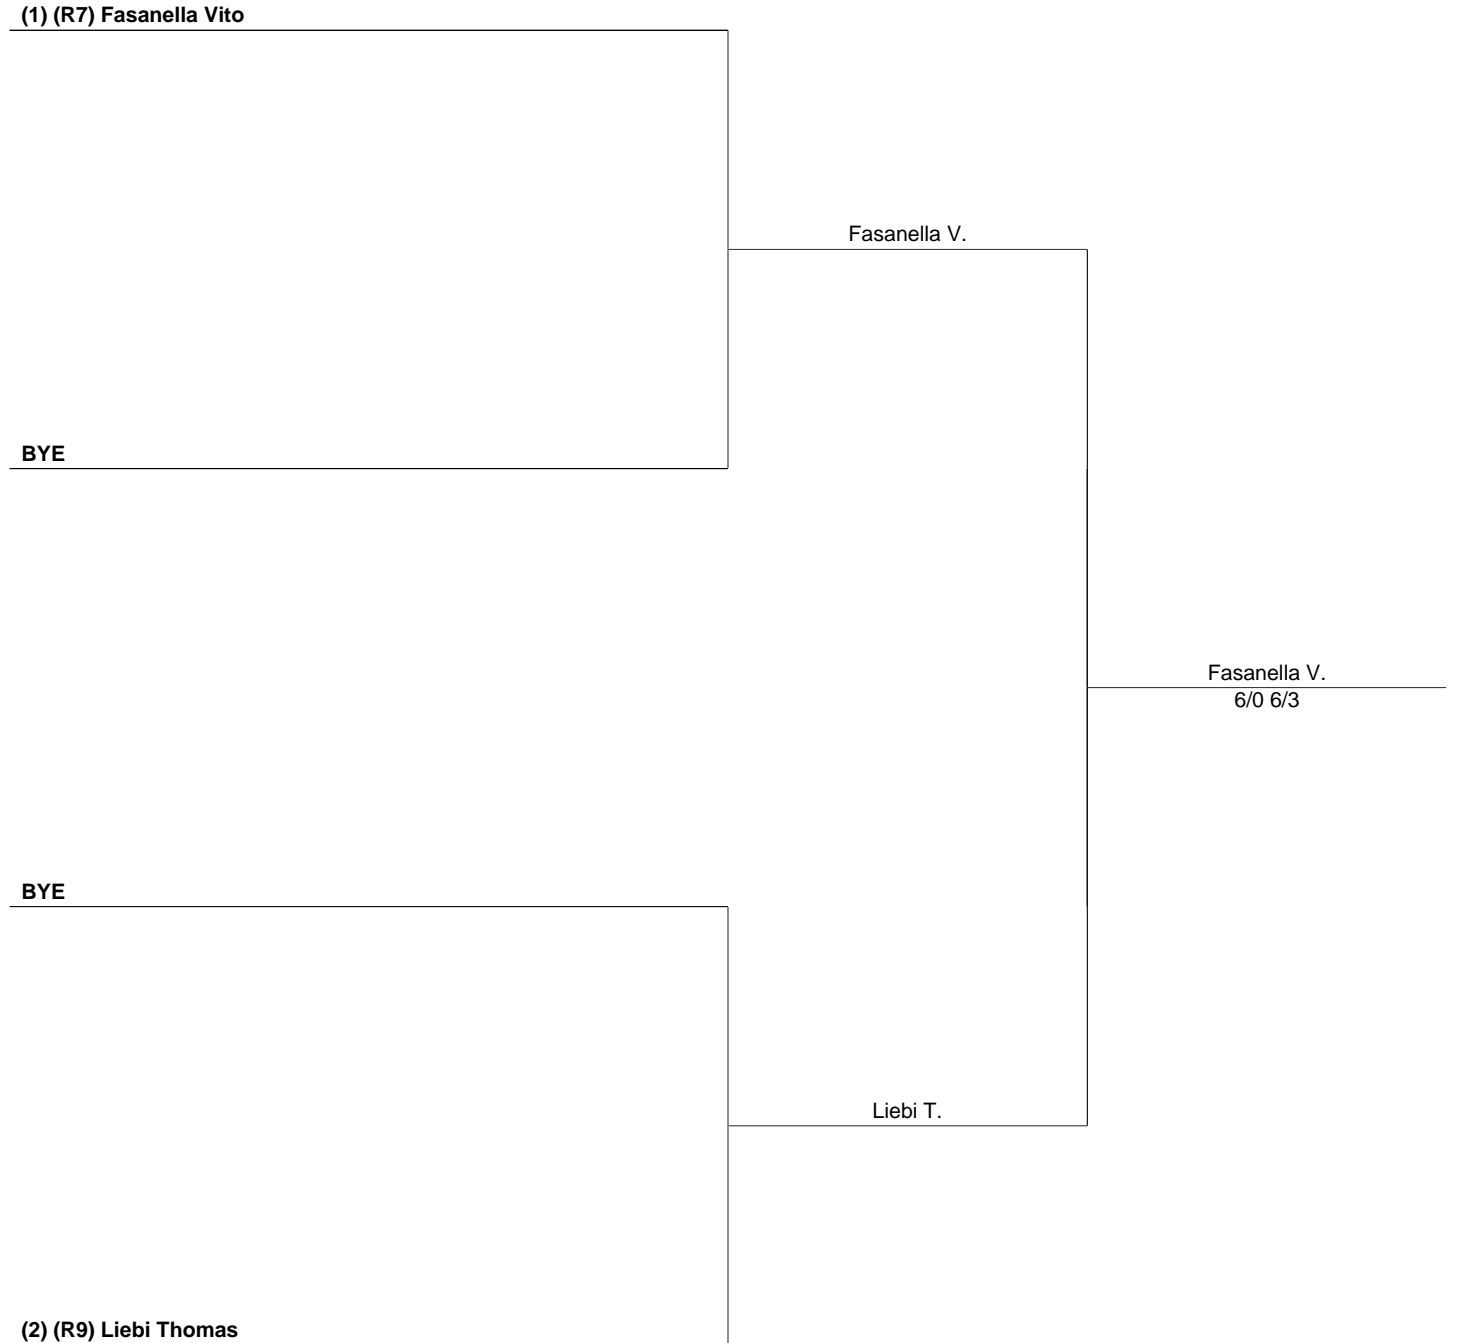 (1) (R7) Fasanella Vito
Fasanella V.
BYE
Fasanella V.
6/0 6/3
BYE
Liebi T.
(2) (R9) Liebi Thomas